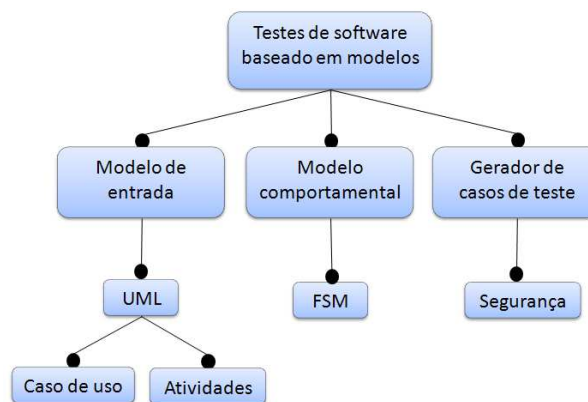 Testes de software
baseado em modelos
Modelo de
entrada
Modelo
comportamental
Gerador de
casos de teste
UML
FSM
Segurança
Caso de uso
Atividades